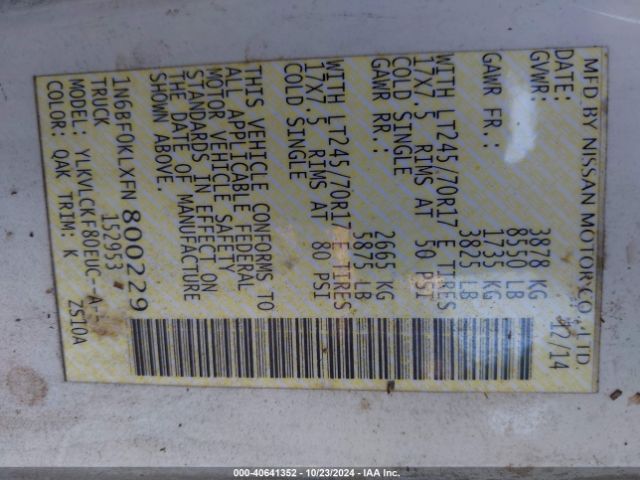 MFD BY NISSAN MOTOR CO., LTD.
DATE: 12/14
GVWR: 3878 KG
8550 LB
GAWR FR.: 1735 KG
3825 LB
WITH LT245/70R17 E TIRES
17X7.5 RIMS AT 50 PSI
COLD SINGLE
GAWR RR.: 2665 KG
5875 LB
WITH LT245/70R17 E TIRES
17X7.5 RIMS AT 80 PSI
COLD SINGLE
THIS VEHICLE CONFORMS TO
ALL APPLICABLE FEDERAL
MOTOR VEHICLE SAFETY
STANDARDS IN EFFECT ON
THE DATE OF MANUFACTURE
SHOWN ABOVE.
1N6BF0KLXFN800229
TRUCK 152953
MODEL: YLKVLCKF80EUC--A--
COLOR: QAK TRIM: K ZS10A
000-40641352 | 10/23/2024 - IAA Inc.